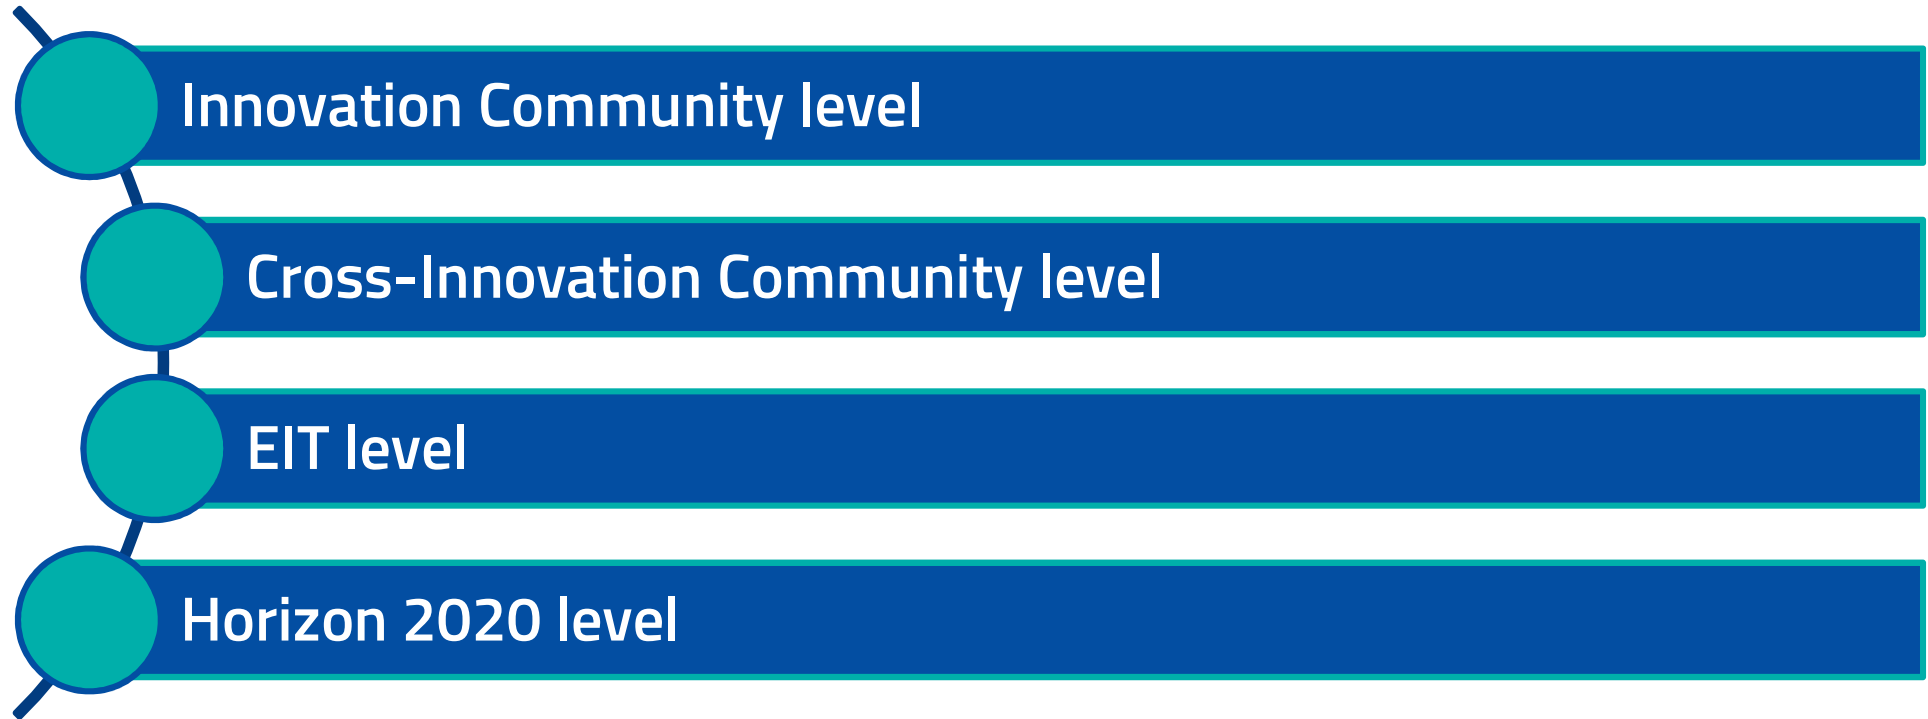 Innovation Community level
Cross-Innovation Community level
EIT level
Horizon 2020 level